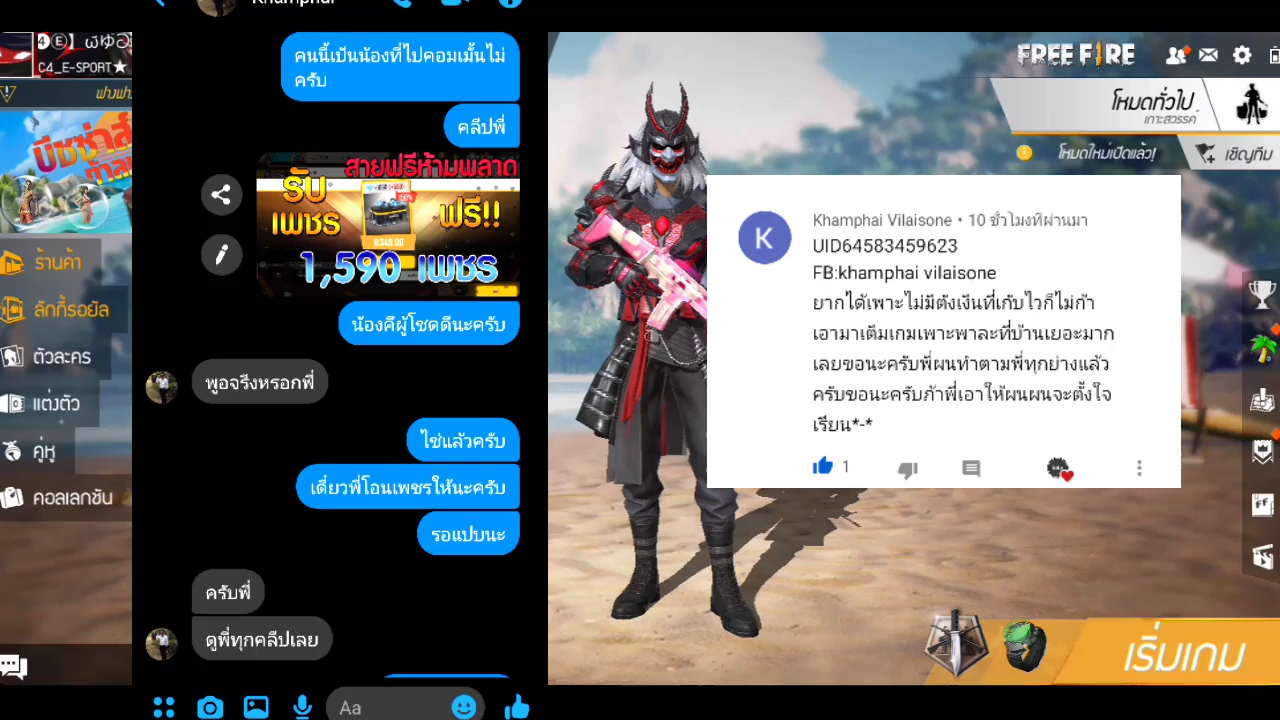 C4_E-SPORT★
บีชซ่าส์
ร้านค้า
ลักกี้รอยัล
ตัวละคร
แต่งตัว
คู่หู
คอลเลกชัน
คนนี้เป็นน้องที่ไปคอมเม้นไม่
ครับ
คลีปพี่
สายฟรีห้ามพลาด
รับ
เพชร
ฟรี!!
1,590 เพชร
น้องคึผู้โชดดีนะครับ
พูอจรีงหรอกพี่
ไช่แล้วครับ
เดี่ยวพี่โอนเพชรให้นะครับ
รอแปบนะ
ครับพี่
ดูพี่ทุกคลีปเลย
Aa
FREE FIRE
โหมดทั่วไป
เกาะสวรรค์
โหมดใหม่เปิดแล้ว!
เชิญทีม
Khamphai Vilaisone • 10 ชั่วโมงที่ผ่านมา
UID64583459623
FB:khamphai vilaisone
ยากได้เพาะไม่มีตังเงินที่เก๊บไวก็ไม่ก้า
เอามาเติมเกมเพาะพาละที่บ้านเยอะมาก
เลยขอนะครับพี่ผนทำตามพี่ทุกย่างแล้ว
ครับขอนะครับภ้าพี่เอาให้ผนผนจะตั้งใจ
เรียน*-*
1
เริ่มเกม